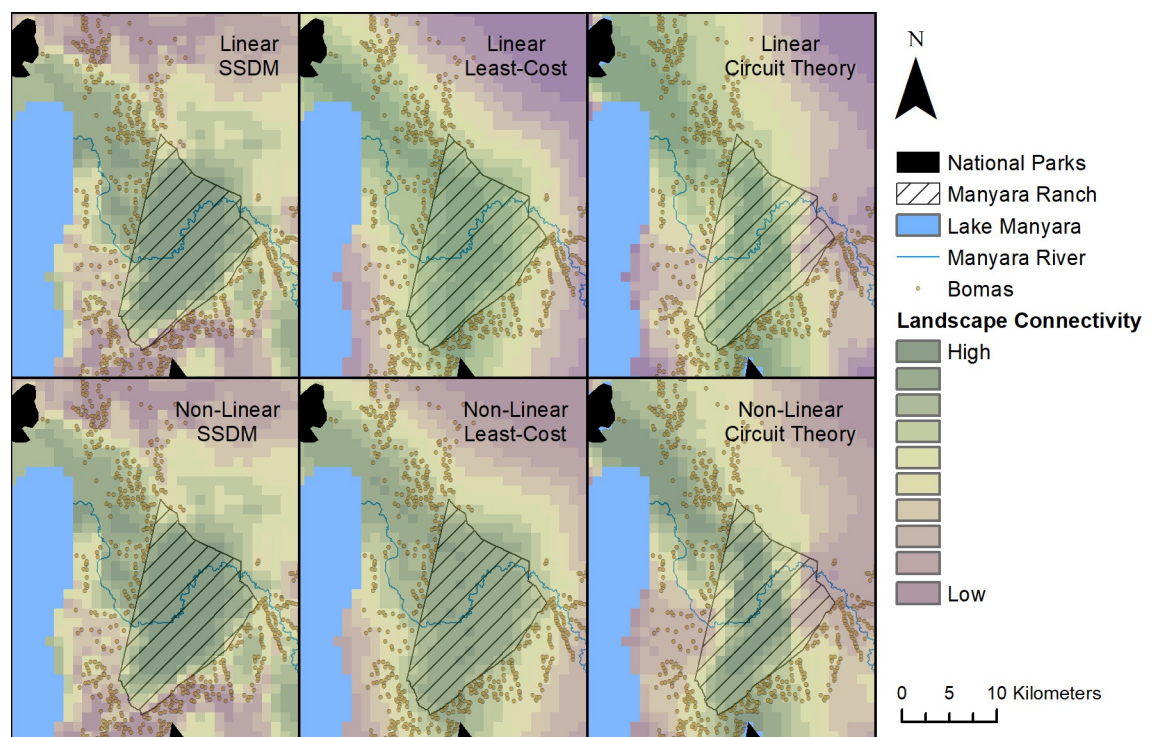 Linear
SSDM
Linear
Least-Cost
Linear
Circuit Theory
Non-Linear
SSDM
Non-Linear
Least-Cost
Non-Linear
Circuit Theory
N
National Parks
Manyara Ranch
Lake Manyara
Manyara River
Bomas
Landscape Connectivity
High
Low
0 5 10 Kilometers